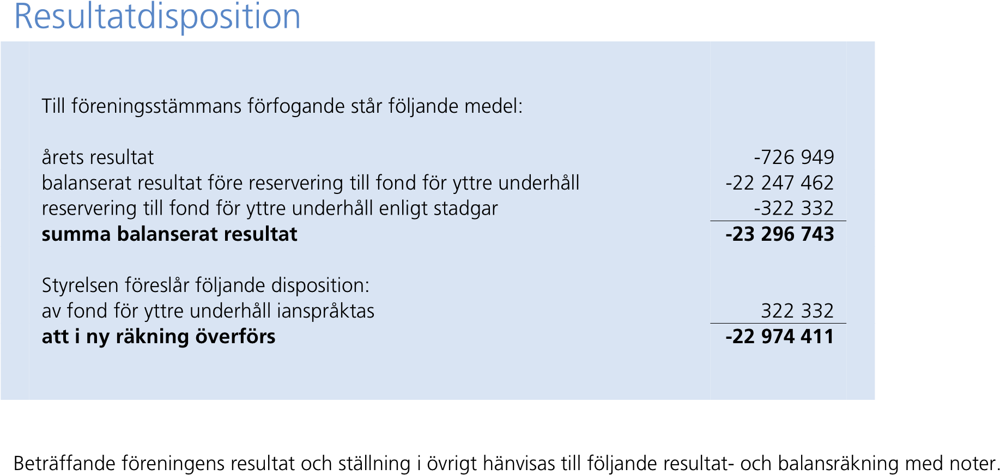 Resultatdisposition
Till föreningsstämmans förfogande står följande medel:
årets resultat -726 949
balanserat resultat före reservering till fond för yttre underhåll -22 247 462
reservering till fond för yttre underhåll enligt stadgar -322 332
summa balanserat resultat -23 296 743
Styrelsen föreslår följande disposition:
av fond för yttre underhåll ianspråktas 322 332
att i ny räkning överförs -22 974 411
Beträffande föreningens resultat och ställning i övrigt hänvisas till följande resultat- och balansräkning med noter.